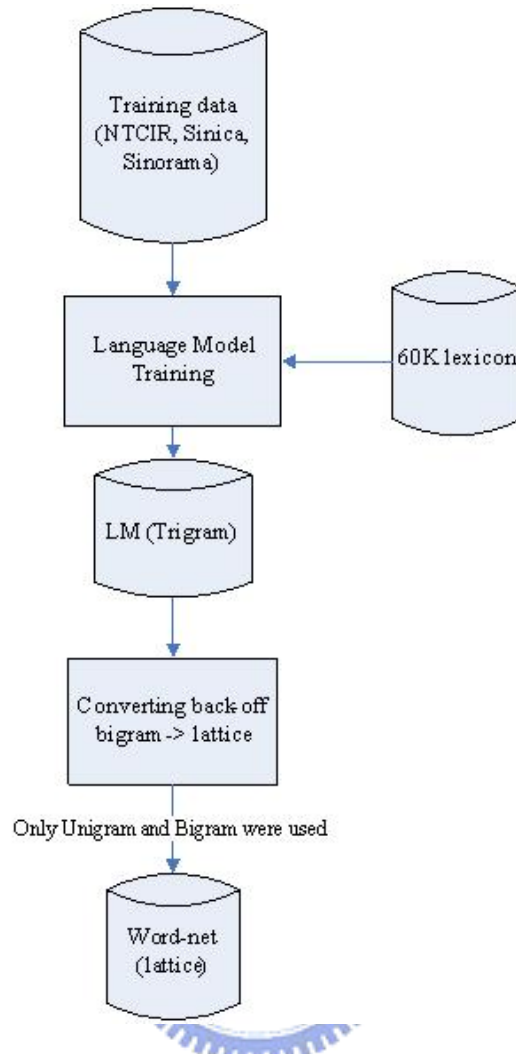 Training data
(NTCIR, Sinica,
Sinorama)
Language Model
Training
60K lexicon
LM (Trigram)
Converting back-off
bigram -> lattice
Only Unigram and Bigram were used
Word-net
(lattice)